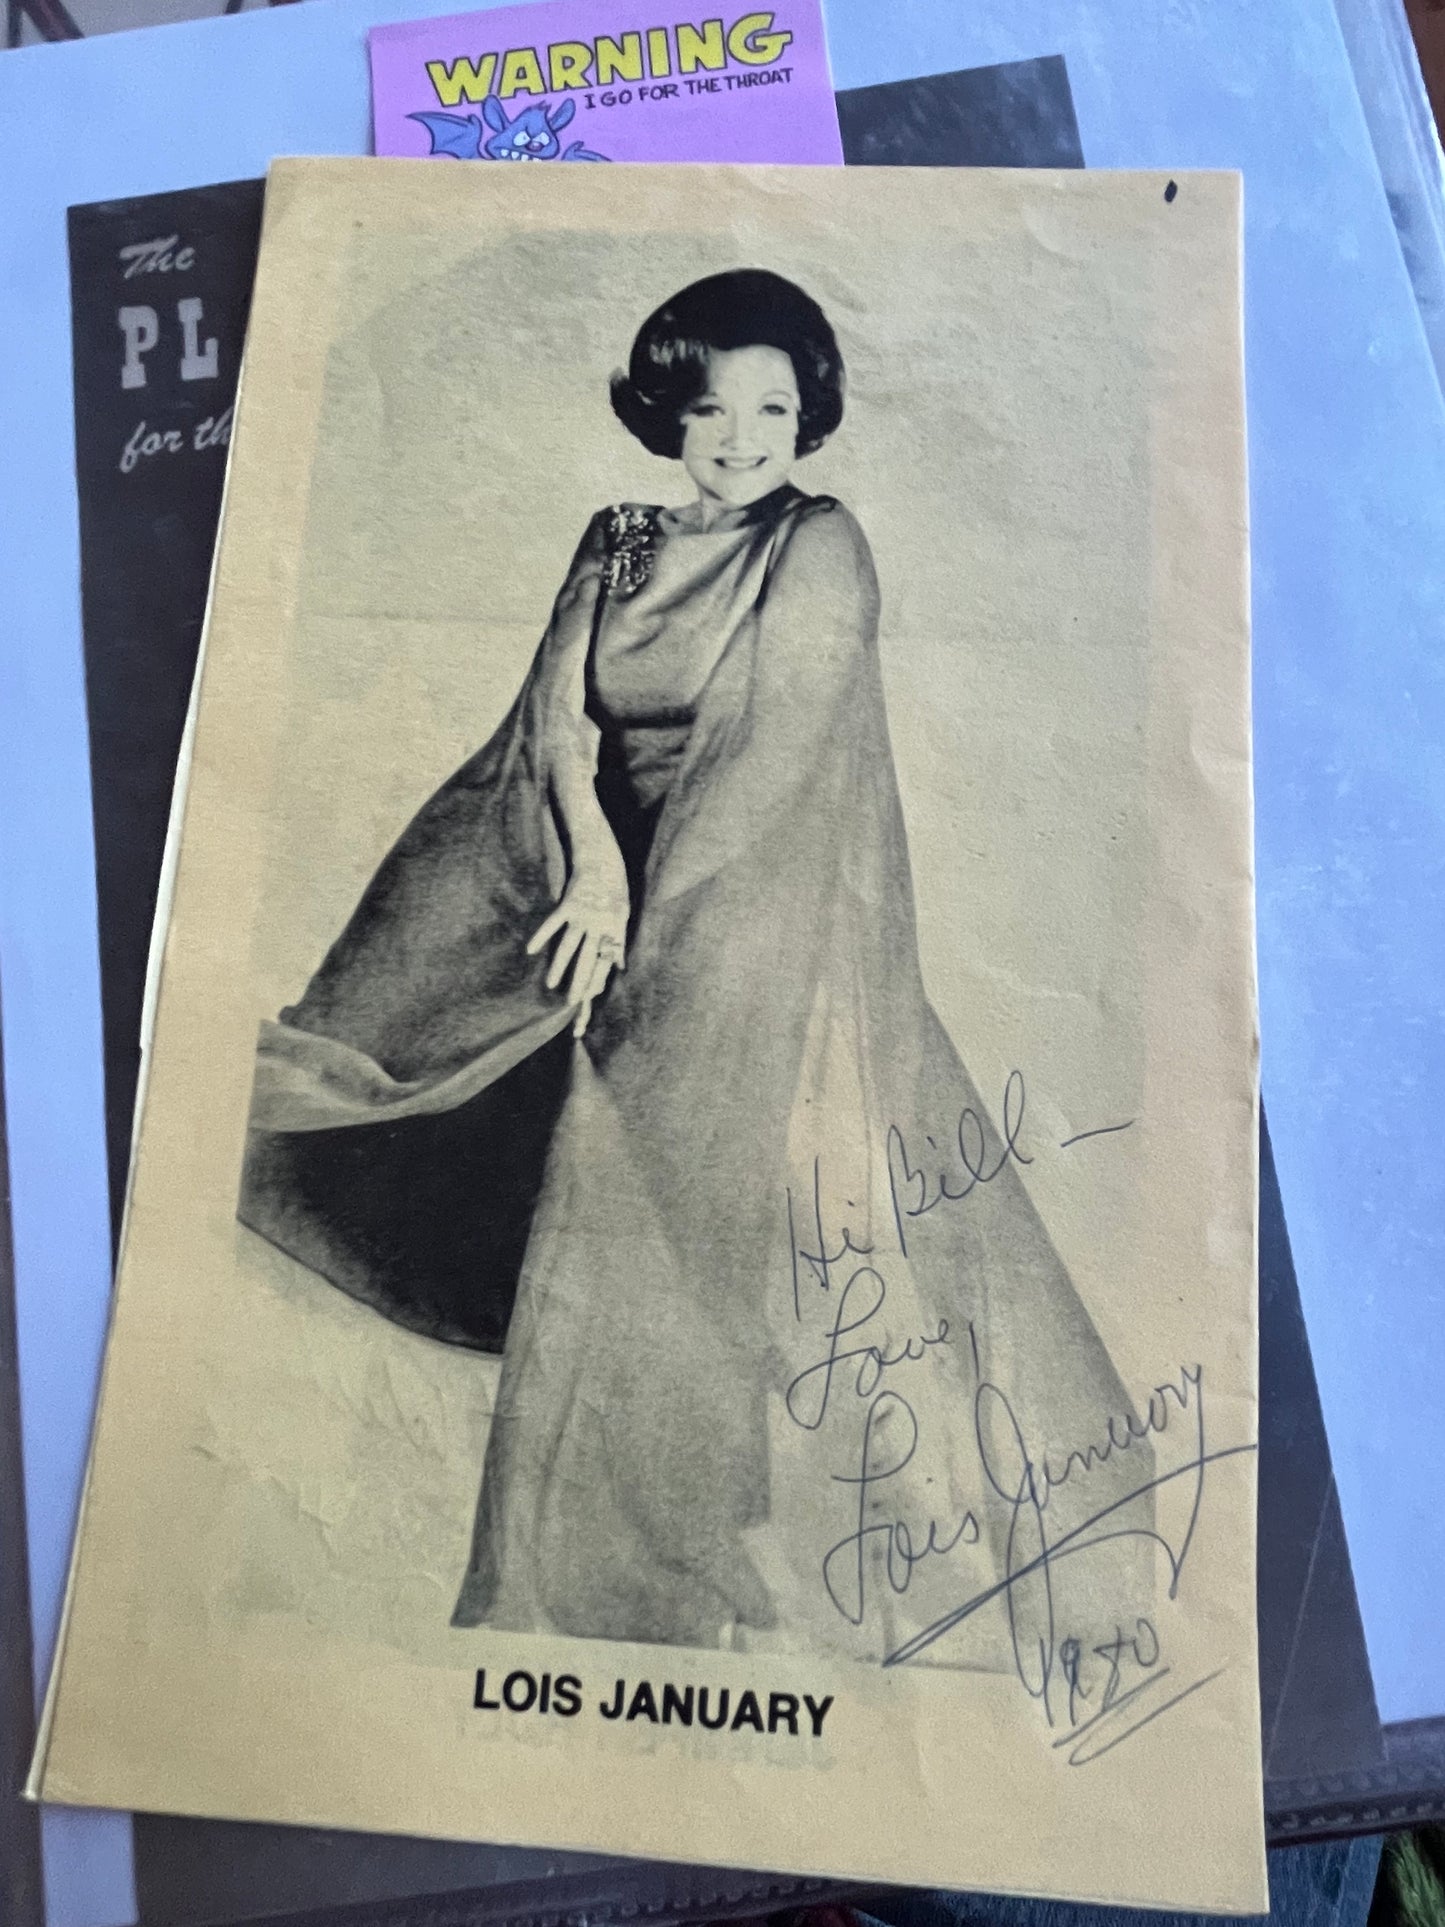 WARNING
I GO FOR THE THROAT
The
PL
for th
Hi Bill –
Love,
Lois January
1980
LOIS JANUARY